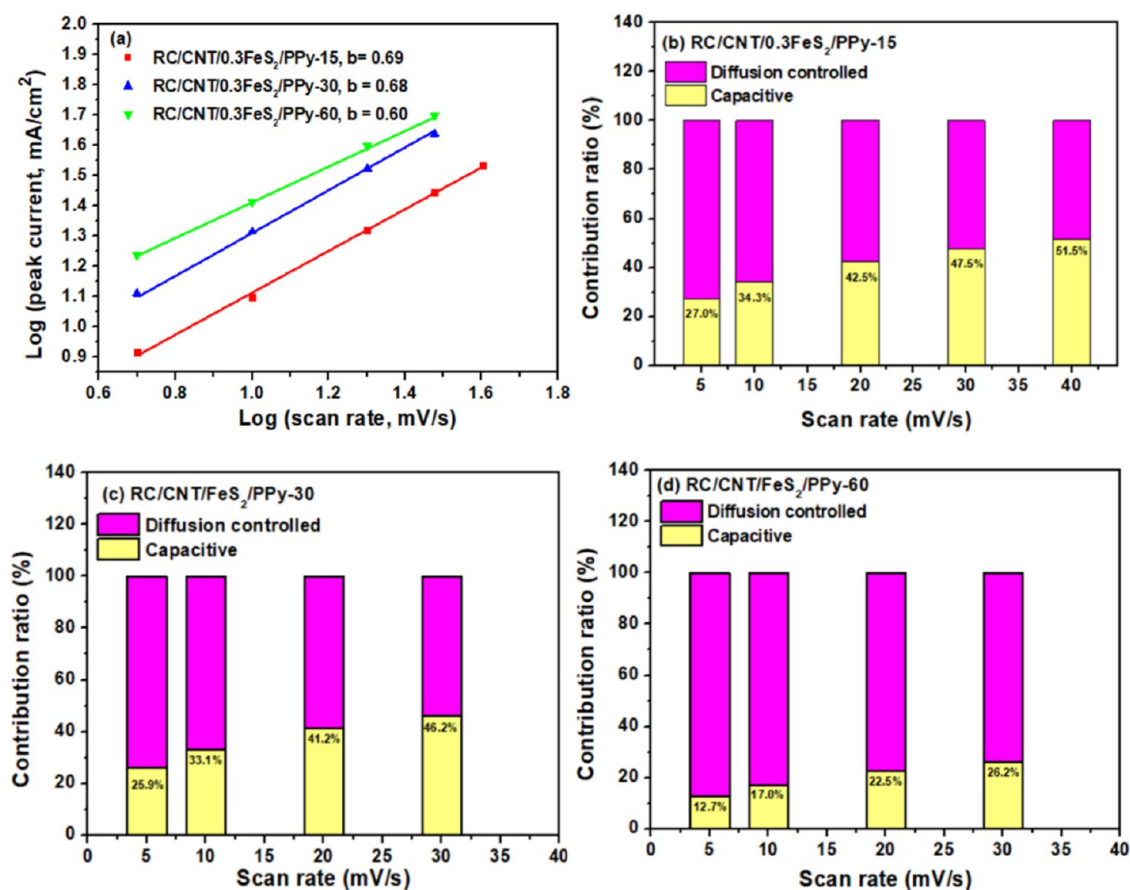 (a)
RC/CNT/0.3FeS₂/PPy-15, b= 0.69
RC/CNT/0.3FeS₂/PPy-30, b = 0.68
RC/CNT/0.3FeS₂/PPy-60, b = 0.60
2.0
1.9
1.8
1.7
1.6
1.5
1.4
1.3
1.2
1.1
1.0
0.9
Log (peak current, mA/cm²)
0.6 0.8 1.0 1.2 1.4 1.6 1.8
Log (scan rate, mV/s)
(b) RC/CNT/0.3FeS₂/PPy-15
Diffusion controlled
Capacitive
140
120
100
80
60
40
20
0
Contribution ratio (%)
27.0% 34.3% 42.5% 47.5% 51.5%
5 10 15 20 25 30 35 40
Scan rate (mV/s)
(c) RC/CNT/FeS₂/PPy-30
Diffusion controlled
Capacitive
140
120
100
80
60
40
20
0
Contribution ratio (%)
25.9% 33.1% 41.2% 46.2%
0 5 10 15 20 25 30 35 40
Scan rate (mV/s)
(d) RC/CNT/FeS₂/PPy-60
Diffusion controlled
Capacitive
140
120
100
80
60
40
20
0
Contribution ratio (%)
12.7% 17.0% 22.5% 26.2%
0 5 10 15 20 25 30 35 40
Scan rate (mV/s)